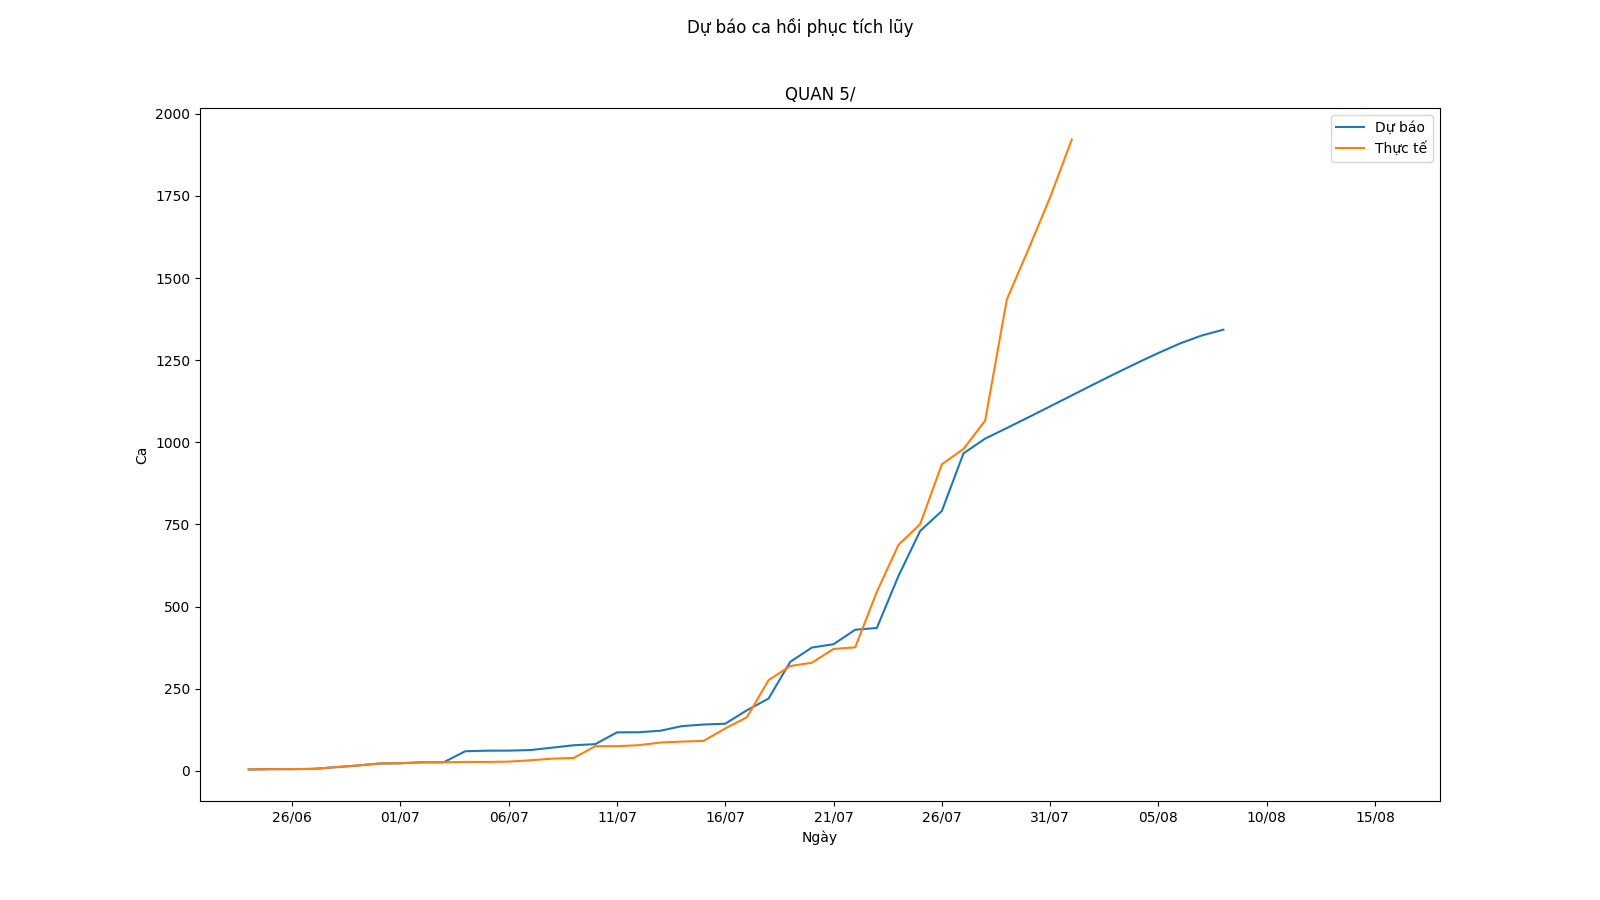 Dự báo ca hồi phục tích lũy
QUAN 5/
Dự báo
Thực tế
2000
1750
1500
1250
1000
750
500
250
0
Ca
26/06 01/07 06/07 11/07 16/07 21/07 26/07 31/07 05/08 10/08 15/08
Ngày